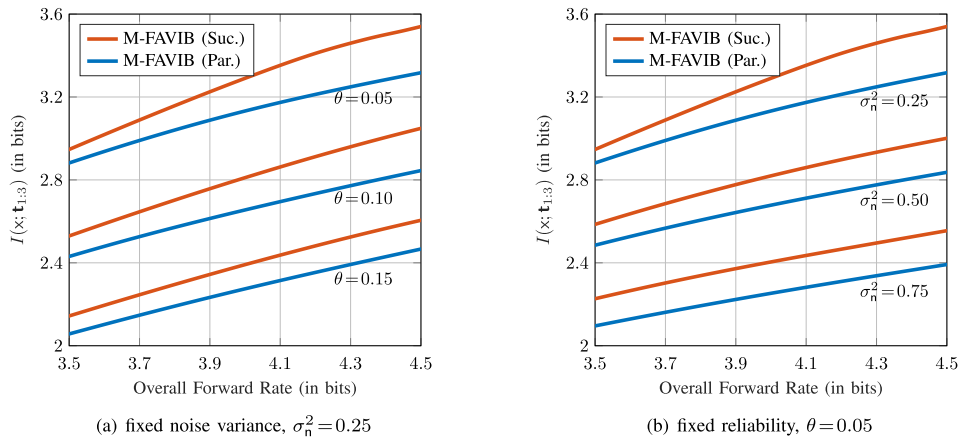 3.6
3.2
2.8
2.4
2
I(x; t1:3) (in bits)
M-FAVIB (Suc.)
M-FAVIB (Par.)
θ=0.05
θ=0.10
θ=0.15
3.5 3.7 3.9 4.1 4.3 4.5
Overall Forward Rate (in bits)
(a) fixed noise variance, σ²n=0.25
3.6
3.2
2.8
2.4
2
I(x; t1:3) (in bits)
M-FAVIB (Suc.)
M-FAVIB (Par.)
σ²n=0.25
σ²n=0.50
σ²n=0.75
3.5 3.7 3.9 4.1 4.3 4.5
Overall Forward Rate (in bits)
(b) fixed reliability, θ=0.05